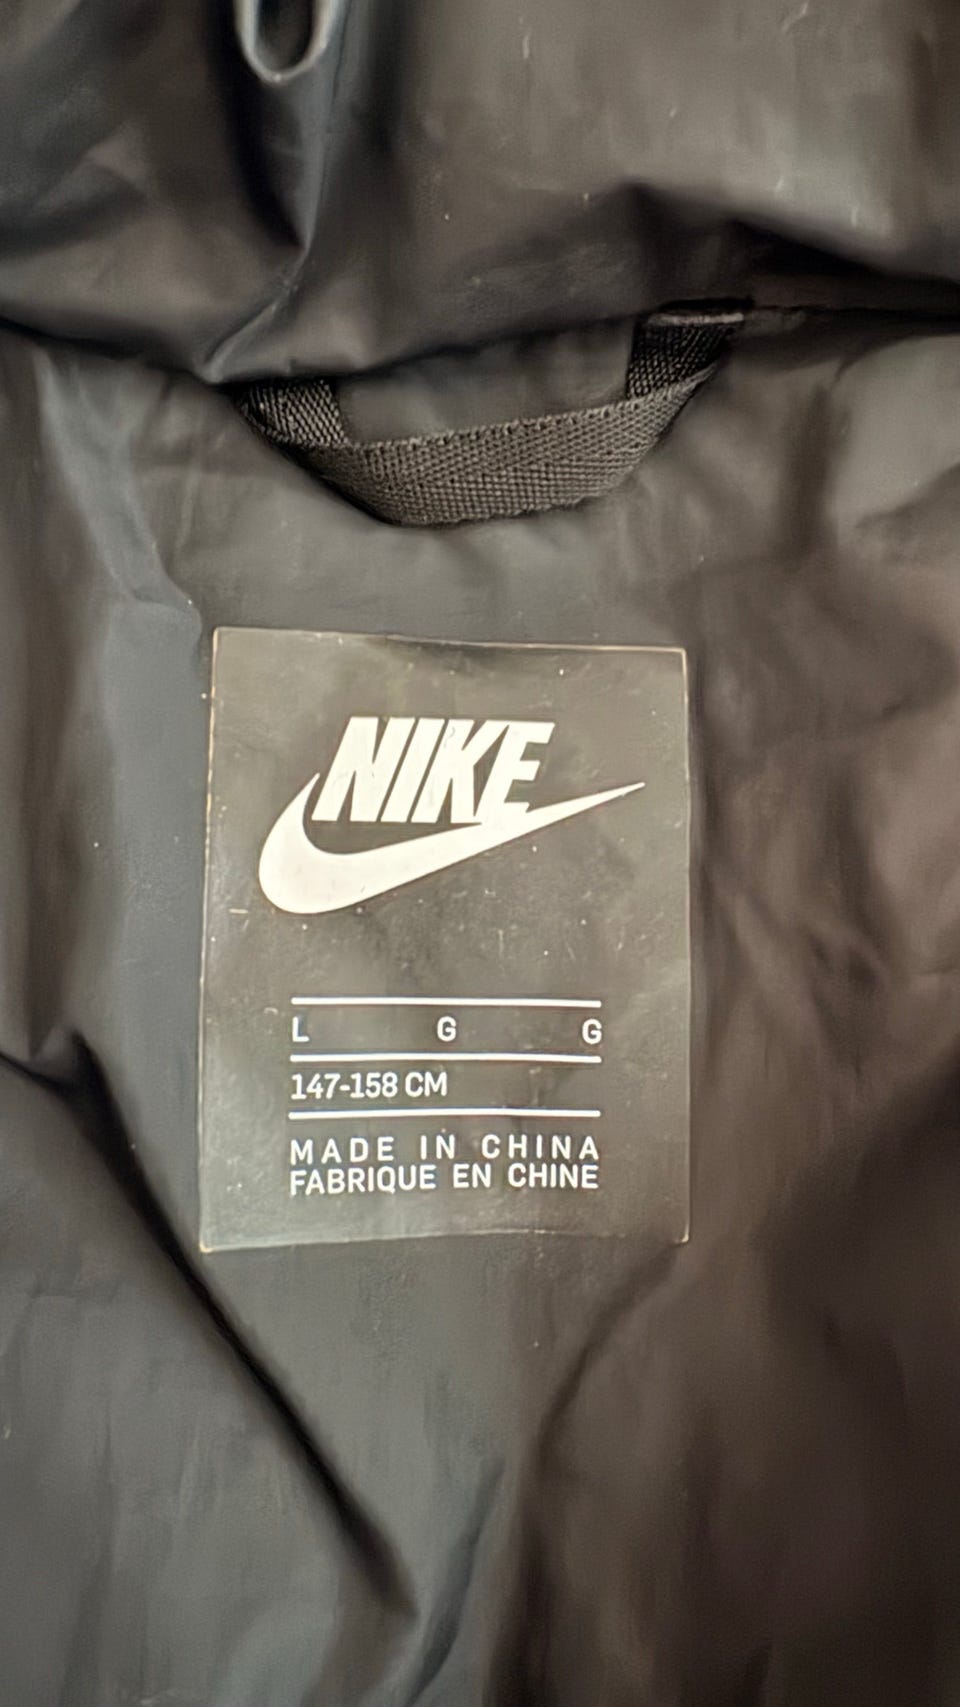 NIKE
L G G
147-158 CM
MADE IN CHINA
FABRIQUE EN CHINE